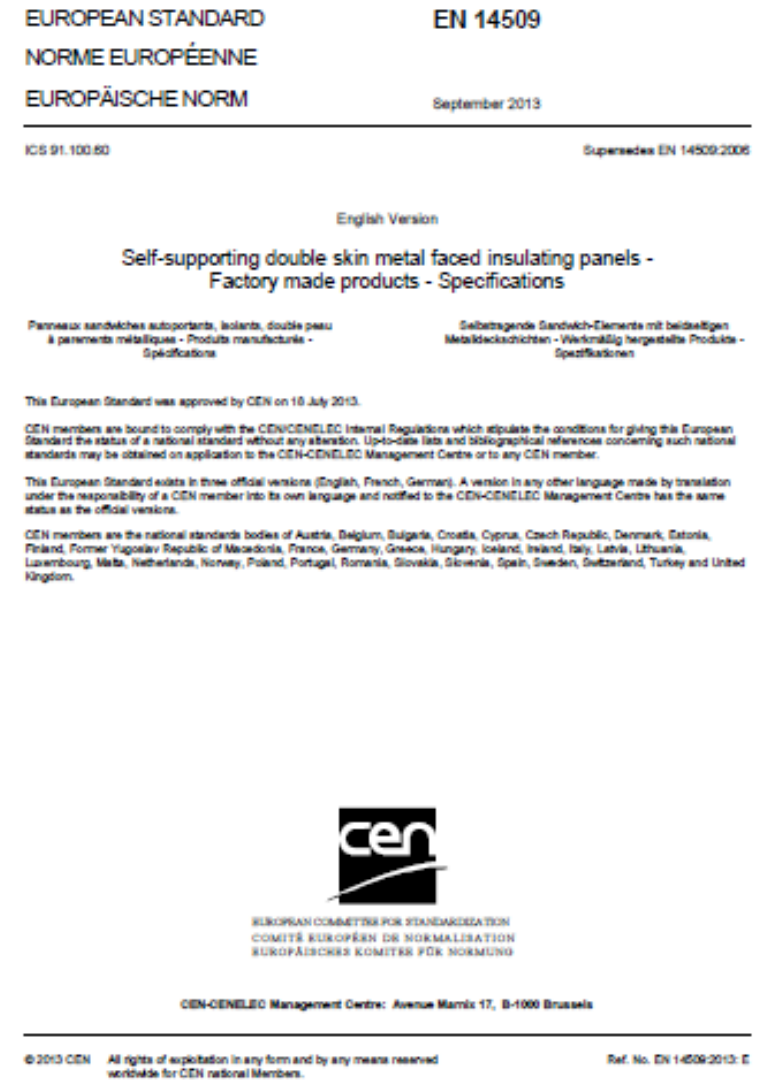 EUROPEAN STANDARD
EN 14509
NORME EUROPÉENNE
EUROPÄISCHE NORM
September 2013
ICS 91.100.60
Supersedes EN 14509:2006
English Version
Self-supporting double skin metal faced insulating panels -
Factory made products - Specifications
Panneaux sandwiches autoportants, isolants, double peau
à parements métalliques - Produits manufacturés -
Spécifications
Selbsttragende Sandwich-Elemente mit beidseitigen
Metalldeckschichten - Werkmäßig hergestellte Produkte -
Spezifikationen
This European Standard was approved by CEN on 18 July 2013.
CEN members are bound to comply with the CEN/CENELEC Internal Regulations which stipulate the conditions for giving this European
Standard the status of a national standard without any alteration. Up-to-date lists and bibliographical references concerning such national
standards may be obtained on application to the CEN-CENELEC Management Centre or to any CEN member.
This European Standard exists in three official versions (English, French, German). A version in any other language made by translation
under the responsibility of a CEN member into its own language and notified to the CEN-CENELEC Management Centre has the same
status as the official versions.
CEN members are the national standards bodies of Austria, Belgium, Bulgaria, Croatia, Cyprus, Czech Republic, Denmark, Estonia,
Finland, Former Yugoslav Republic of Macedonia, France, Germany, Greece, Hungary, Iceland, Ireland, Italy, Latvia, Lithuania,
Luxembourg, Malta, Netherlands, Norway, Poland, Portugal, Romania, Slovakia, Slovenia, Spain, Sweden, Switzerland, Turkey and United
Kingdom.
cen
EUROPEAN COMMITTEE FOR STANDARDIZATION
COMITÉ EUROPÉEN DE NORMALISATION
EUROPÄISCHES KOMITEE FÜR NORMUNG
CEN-CENELEC Management Centre: Avenue Marnix 17, B-1000 Brussels
© 2013 CEN All rights of exploitation in any form and by any means reserved
worldwide for CEN national Members.
Ref. No. EN 14509:2013: E